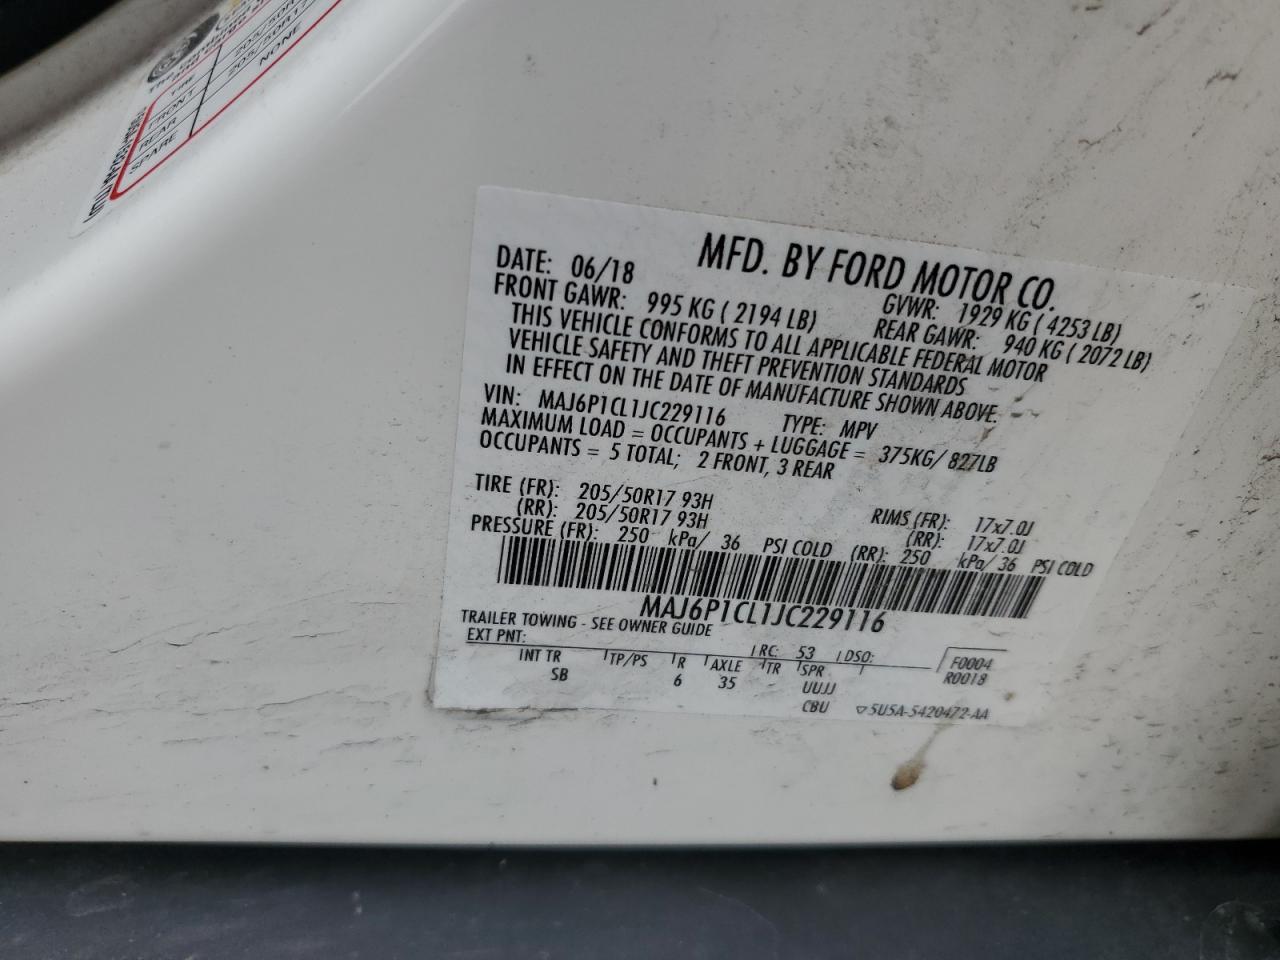 TIRE
FRONT 205/50R17
REAR 205/50R17
SPARE NONE
MFD. BY FORD MOTOR CO.
DATE: 06/18 GVWR: 1929 KG ( 4253 LB)
FRONT GAWR: 995 KG ( 2194 LB) REAR GAWR: 940 KG ( 2072 LB)
THIS VEHICLE CONFORMS TO ALL APPLICABLE FEDERAL MOTOR
VEHICLE SAFETY AND THEFT PREVENTION STANDARDS
IN EFFECT ON THE DATE OF MANUFACTURE SHOWN ABOVE.
VIN: MAJ6P1CL1JC229116 TYPE: MPV
MAXIMUM LOAD = OCCUPANTS + LUGGAGE = 375KG/ 827LB
OCCUPANTS = 5 TOTAL; 2 FRONT, 3 REAR
TIRE (FR): 205/50R17 93H RIMS (FR): 17x7.0J
(RR): 205/50R17 93H (RR): 17x7.0J
PRESSURE (FR): 250 kPa/ 36 PSI COLD (RR): 250 kPa/ 36 PSI COLD
MAJ6P1CL1JC229116
TRAILER TOWING - SEE OWNER GUIDE
EXT PNT: RC: 53 DSO: F0004
INT TR TP/PS R AXLE TR SPR R0018
SB 6 35 UUJJ
CBU 5U5A-5420472-AA